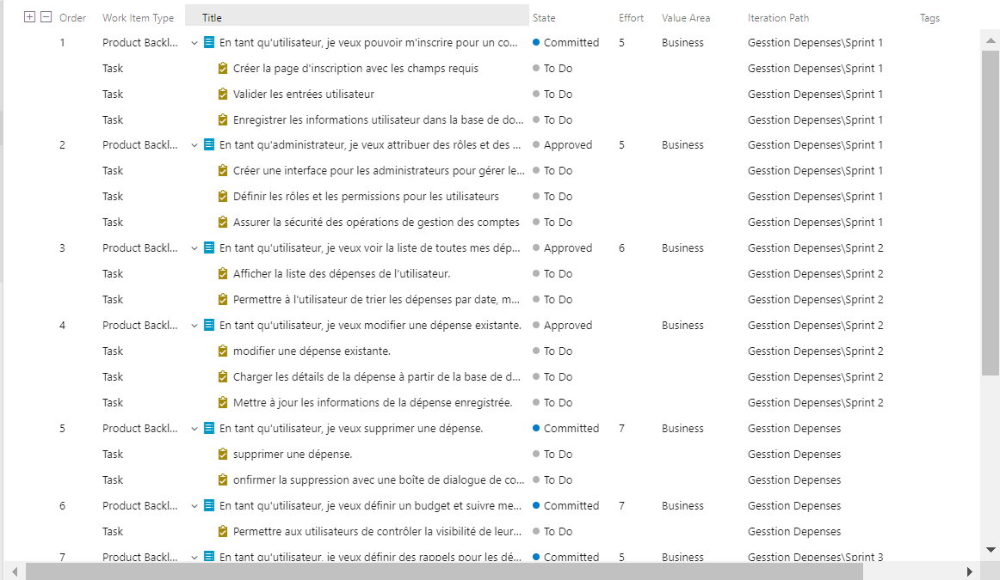 Order Work Item Type Title State Effort Value Area Iteration Path Tags
1 Product Backl... En tant qu'utilisateur, je veux pouvoir m'inscrire pour un co... Committed 5 Business Gesstion Depenses\Sprint 1
Task Créer la page d'inscription avec les champs requis To Do Gesstion Depenses\Sprint 1
Task Valider les entrées utilisateur To Do Gesstion Depenses\Sprint 1
Task Enregistrer les informations utilisateur dans la base de do... To Do Gesstion Depenses\Sprint 1
2 Product Backl... En tant qu'administrateur, je veux attribuer des rôles et des ... Approved 5 Business Gesstion Depenses\Sprint 1
Task Créer une interface pour les administrateurs pour gérer le... To Do Gesstion Depenses\Sprint 1
Task Définir les rôles et les permissions pour les utilisateurs To Do Gesstion Depenses\Sprint 1
Task Assurer la sécurité des opérations de gestion des comptes To Do Gesstion Depenses\Sprint 1
3 Product Backl... En tant qu'utilisateur, je veux voir la liste de toutes mes dép... Approved 6 Business Gesstion Depenses\Sprint 2
Task Afficher la liste des dépenses de l'utilisateur. To Do Gesstion Depenses\Sprint 2
Task Permettre à l'utilisateur de trier les dépenses par date, m... To Do Gesstion Depenses\Sprint 2
4 Product Backl... En tant qu'utilisateur, je veux modifier une dépense existante. Approved Business Gesstion Depenses\Sprint 2
Task modifier une dépense existante. To Do Gesstion Depenses\Sprint 2
Task Charger les détails de la dépense à partir de la base de d... To Do Gesstion Depenses\Sprint 2
Task Mettre à jour les informations de la dépense enregistrée. To Do Gesstion Depenses\Sprint 2
5 Product Backl... En tant qu'utilisateur, je veux supprimer une dépense. Committed 7 Business Gesstion Depenses
Task supprimer une dépense. To Do Gesstion Depenses
Task onfirmer la suppression avec une boîte de dialogue de co... To Do Gesstion Depenses
6 Product Backl... En tant qu'utilisateur, je veux définir un budget et suivre me... Committed 7 Business Gesstion Depenses
Task Permettre aux utilisateurs de contrôler la visibilité de leur... To Do Gesstion Depenses
7 Product Backl... En tant qu'utilisateur, je veux définir des rappels pour les dé... Committed 5 Business Gesstion Depenses\Sprint 3